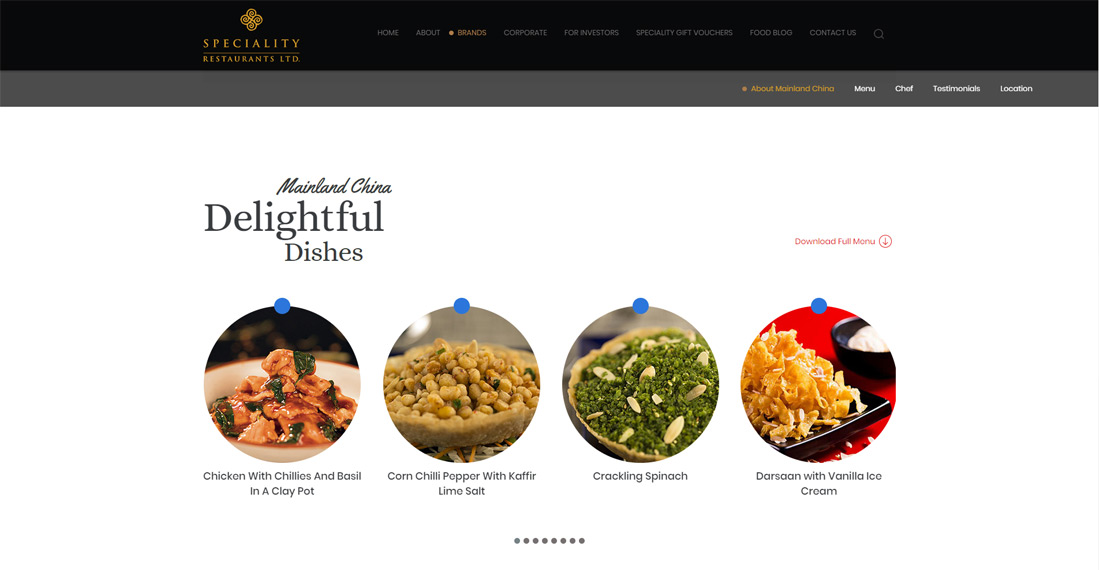 SPECIALITY
RESTAURANTS LTD.
HOME ABOUT BRANDS CORPORATE FOR INVESTORS SPECIALITY GIFT VOUCHERS FOOD BLOG CONTACT US
About Mainland China Menu Chef Testimonials Location
Mainland China
Delightful
Dishes
Download Full Menu
Chicken With Chillies And Basil
In A Clay Pot
Corn Chilli Pepper With Kaffir
Lime Salt
Crackling Spinach
Darsaan with Vanilla Ice
Cream